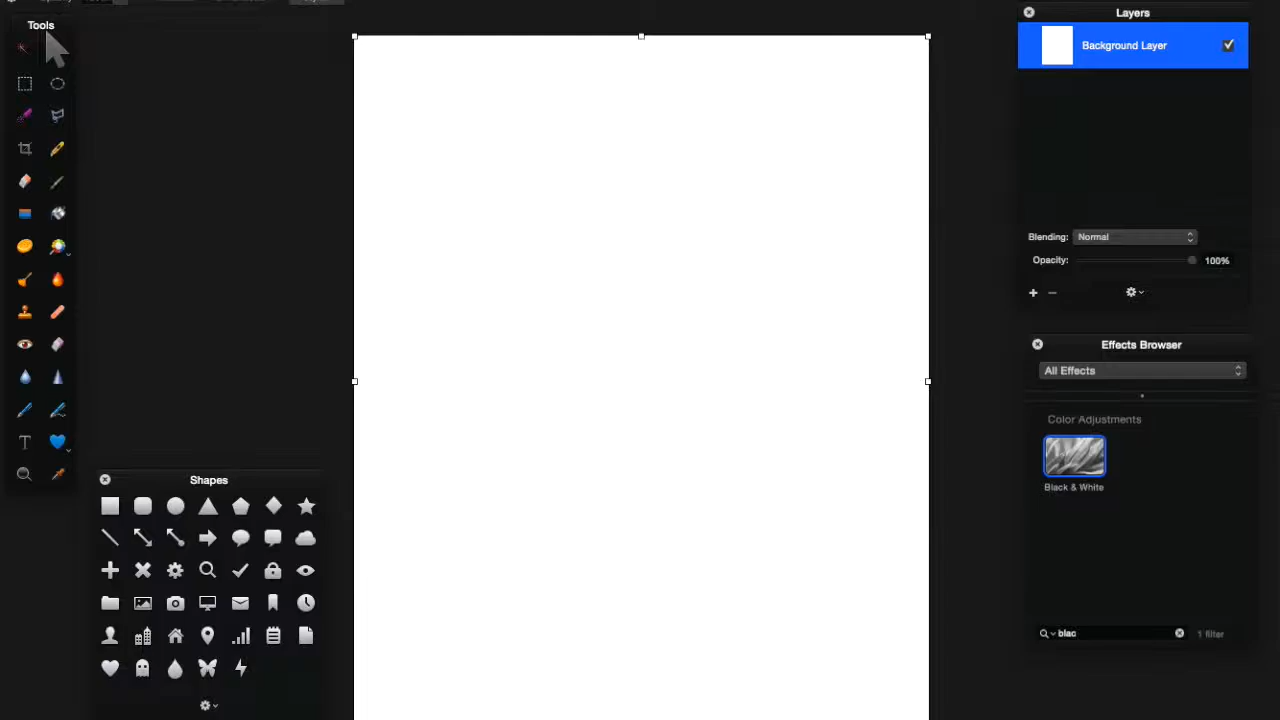 Tools
Layers
Background Layer
Blending: Normal
Opacity: 100%
Effects Browser
All Effects
Color Adjustments
Black & White
blac
1 filter
Shapes
T